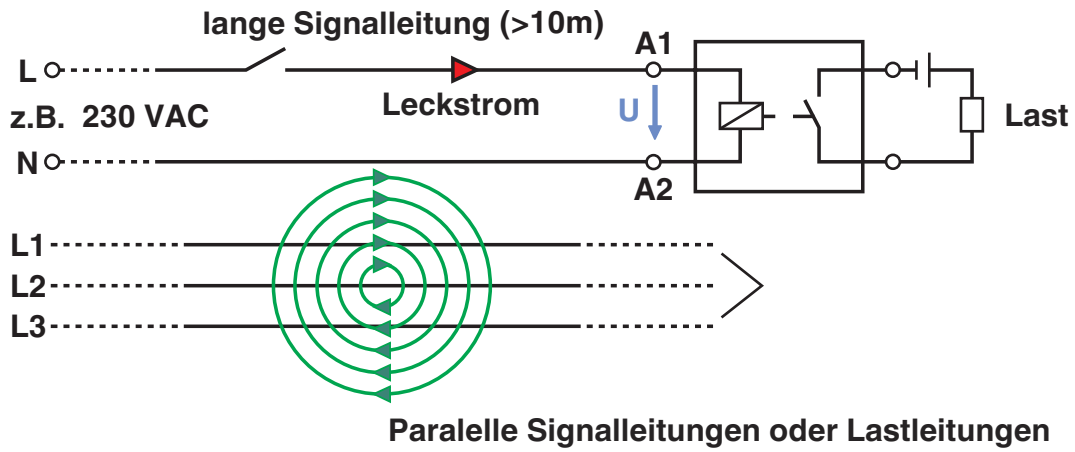 lange Signalleitung (>10m)
A1
L
Leckstrom
z.B. 230 VAC
U
Last
N
A2
L1
L2
L3
Paralelle Signalleitungen oder Lastleitungen